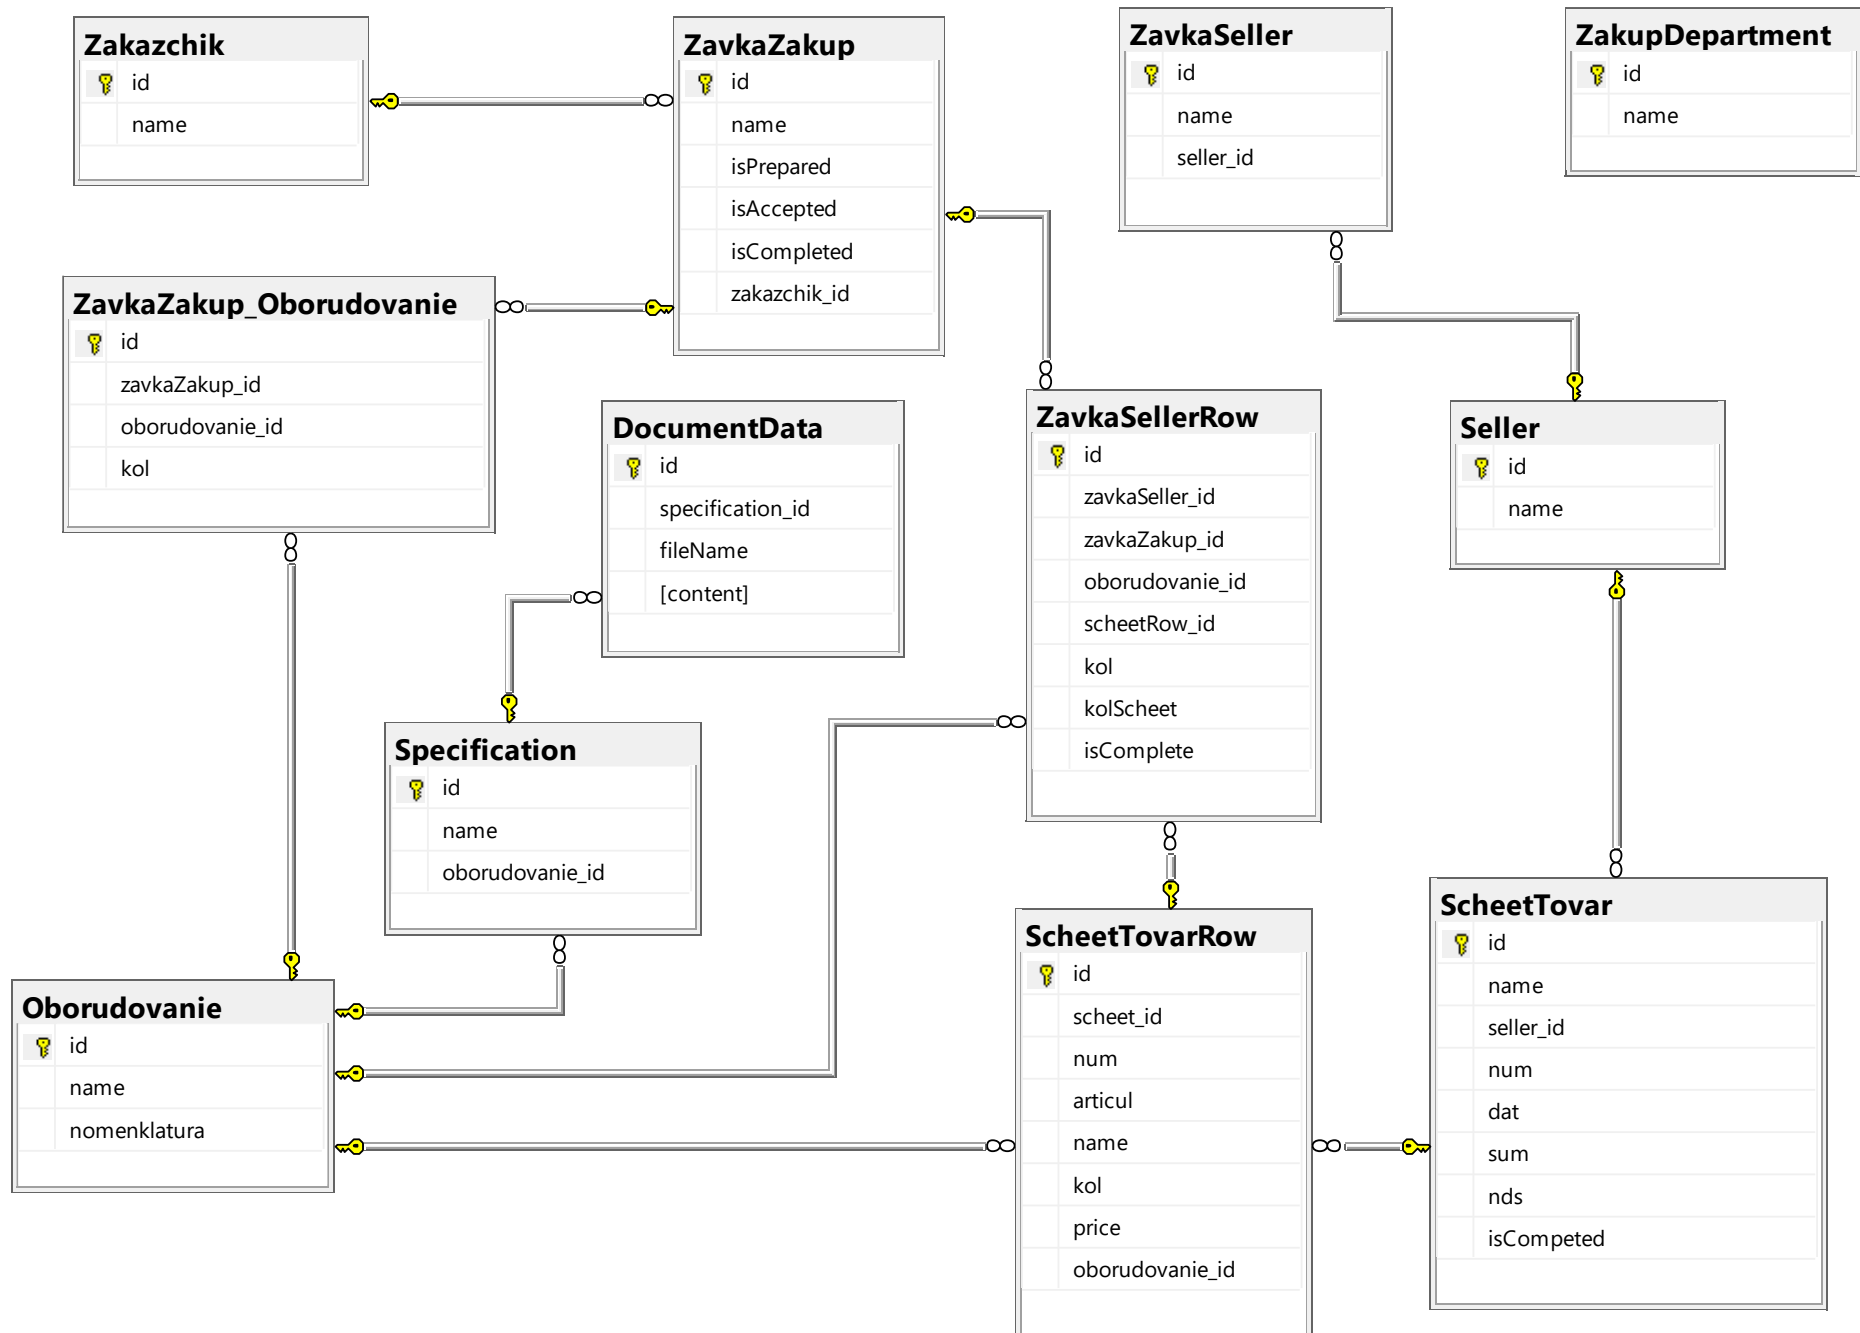 Zakazchik
id
name
ZavkaZakup
id
name
isPrepared
isAccepted
isCompleted
zakazchik_id
ZavkaSeller
id
name
seller_id
ZakupDepartment
id
name
ZavkaZakup_Oborudovanie
id
zavkaZakup_id
oborudovanie_id
kol
DocumentData
id
specification_id
fileName
[content]
ZavkaSellerRow
id
zavkaSeller_id
zavkaZakup_id
oborudovanie_id
scheetRow_id
kol
kolScheet
isComplete
Seller
id
name
Specification
id
name
oborudovanie_id
Oborudovanie
id
name
nomenklatura
ScheetTovarRow
id
scheet_id
num
articul
name
kol
price
oborudovanie_id
ScheetTovar
id
name
seller_id
num
dat
sum
nds
isCompeted